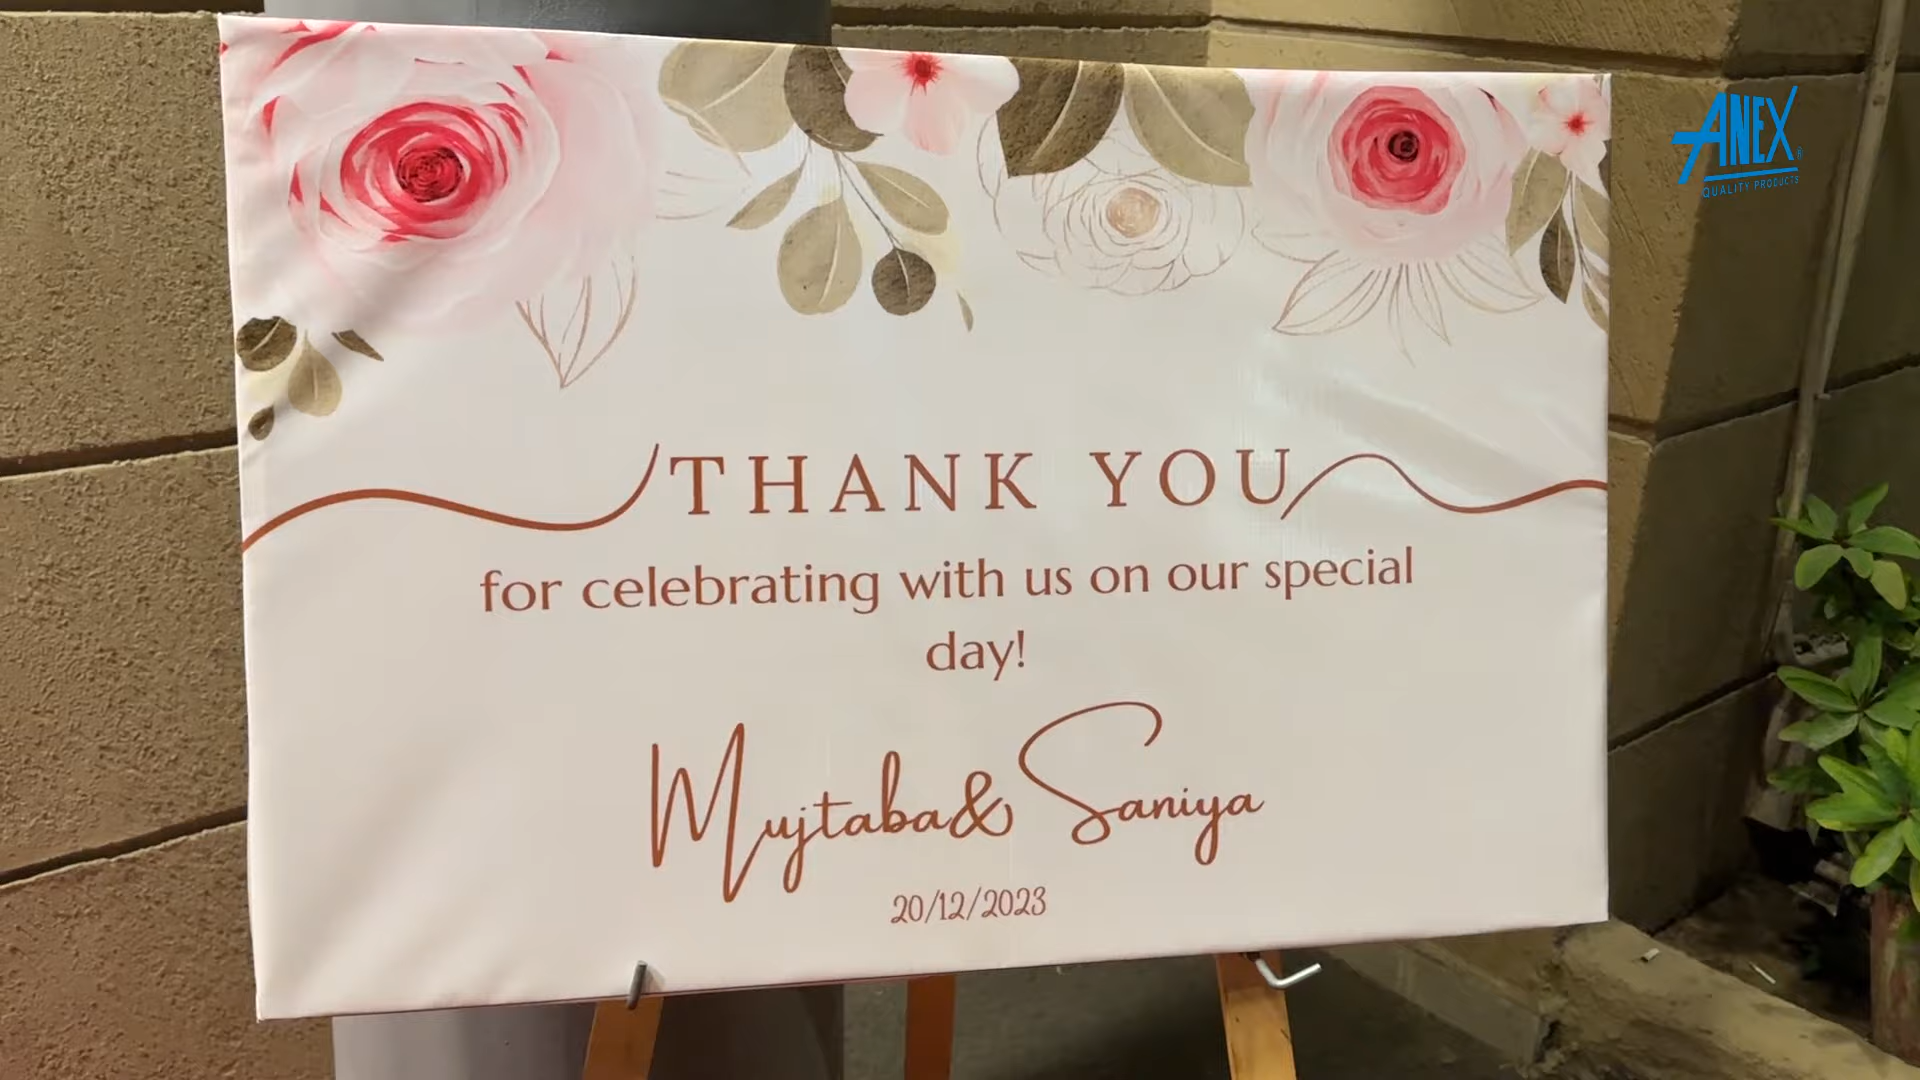 THANK YOU
for celebrating with us on our special
day!
Mujtaba & Saniya
20/12/2023
ANEX
QUALITY PRODUCTS